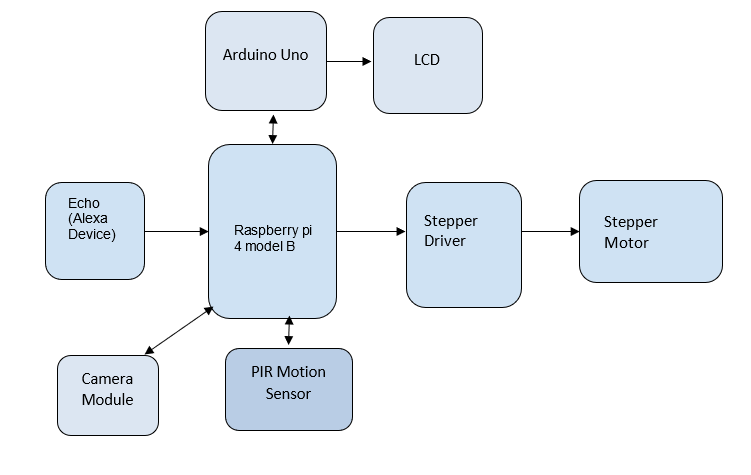 Arduino Uno
LCD
Echo
(Alexa
Device)
Raspberry pi
4 model B
Stepper
Driver
Stepper
Motor
Camera
Module
PIR Motion
Sensor